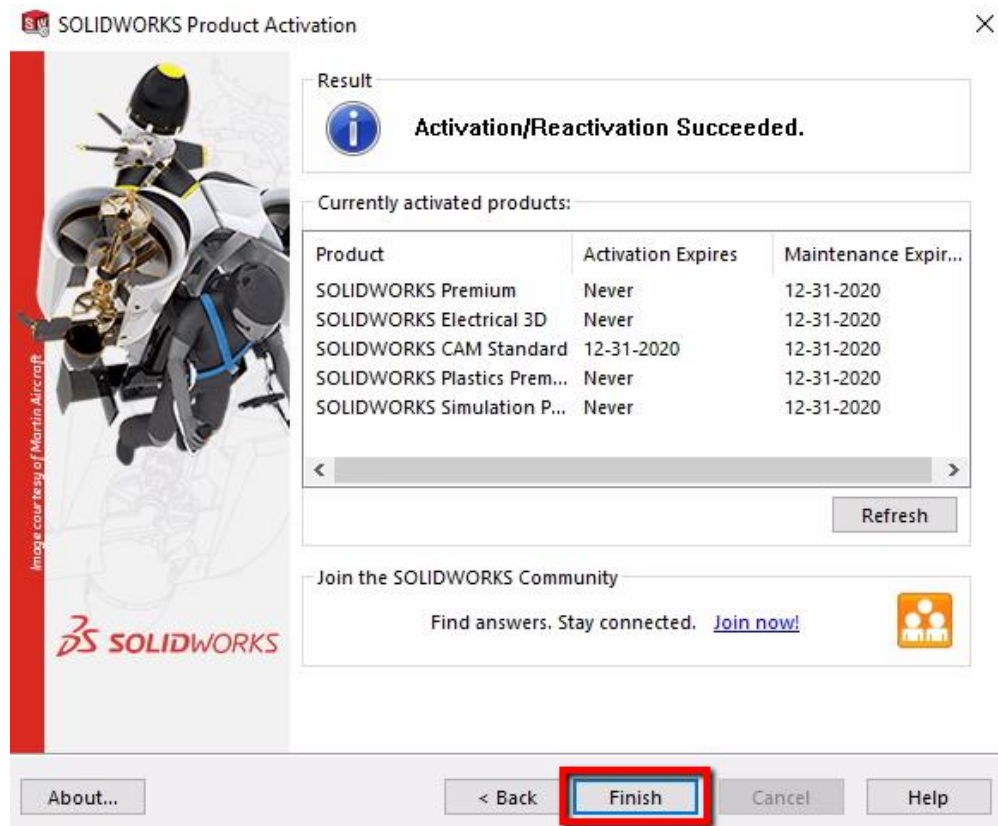 SOLIDWORKS Product Activation
Result
Activation/Reactivation Succeeded.
Currently activated products:
Product Activation Expires Maintenance Expir...
SOLIDWORKS Premium Never 12-31-2020
SOLIDWORKS Electrical 3D Never 12-31-2020
SOLIDWORKS CAM Standard 12-31-2020 12-31-2020
SOLIDWORKS Plastics Prem... Never 12-31-2020
SOLIDWORKS Simulation P... Never 12-31-2020
Refresh
Join the SOLIDWORKS Community
Find answers. Stay connected. Join now!
Image courtesy of Martin Aircraft
SOLIDWORKS
About... < Back Finish Cancel Help